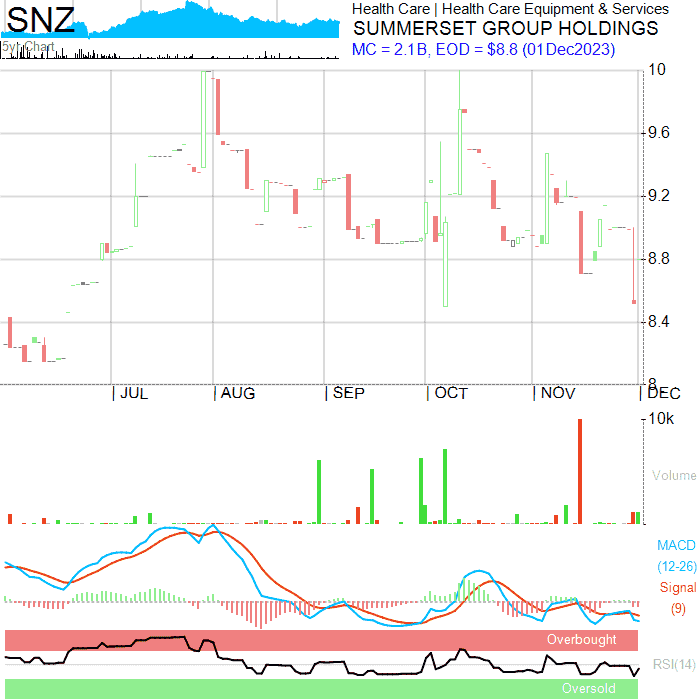 SNZ
5yr Chart
Health Care | Health Care Equipment & Services
SUMMERSET GROUP HOLDINGS
MC = 2.1B, EOD = $8.8 (01Dec2023)
10
9.6
9.2
8.8
8.4
8
JUL
AUG
SEP
OCT
NOV
DEC
10k
Volume
MACD
(12-26)
Signal
(9)
Overbought
RSI(14)
Oversold